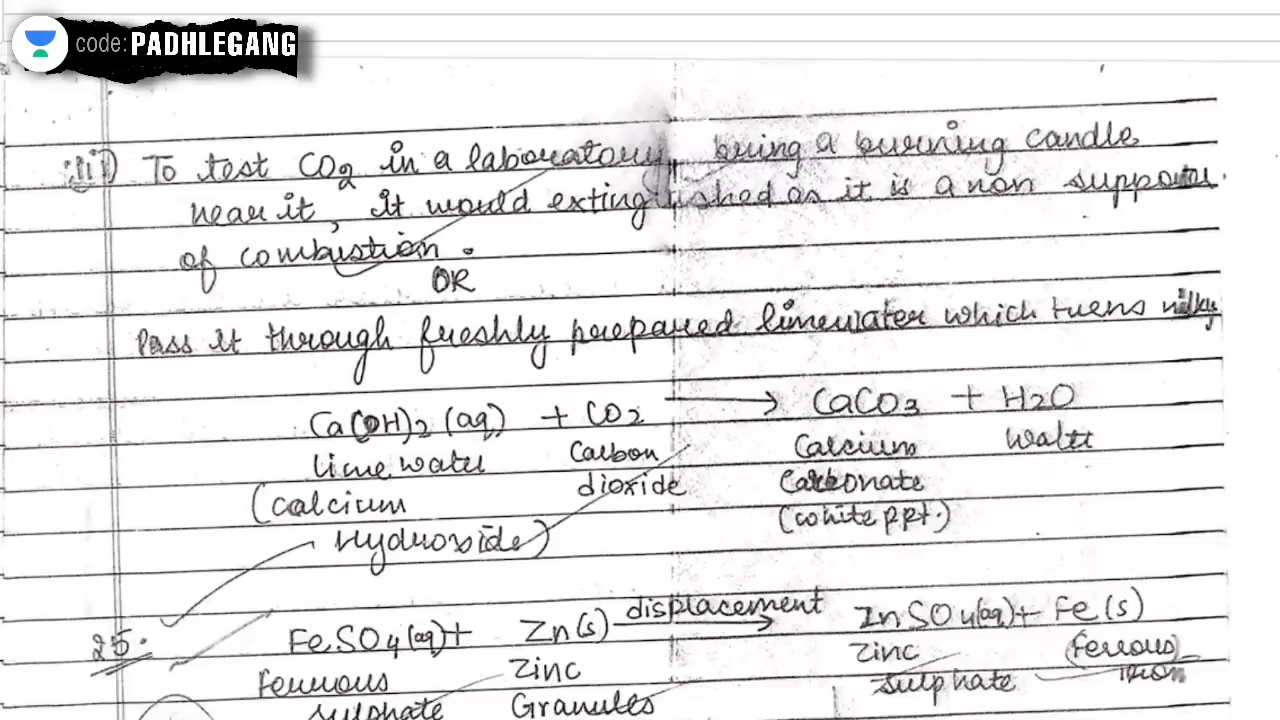 code: PADHLEGANG
iii) To test CO2 in a laboratory, bring a burning candle
near it, it would extinguished as it is a non supporter
of combustion.
OR
Pass it through freshly prepared limewater which turns milky
Ca(OH)2 (aq) + CO2 → CaCO3 + H2O
lime water Carbon Calcium water
(Calcium dioxide Carbonate
Hydroxide) (white ppt.)
25. FeSO4(aq)+ Zn(s) displacement → ZnSO4(aq)+ Fe(s)
Ferrous Zinc Zinc (Ferrous)
sulphate Granules sulphate Iron